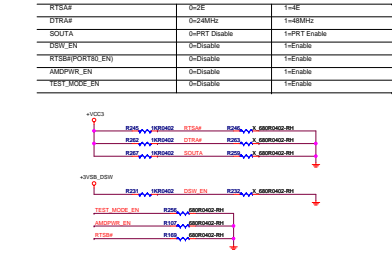 RTSA# 0=2E 1=4E
DTRA# 0=24MHz 1=48MHz
SOUTA 0=PRT Disable 1=PRT Enable
DSW_EN 0=Disable 1=Enable
RTSB#(PORT80_EN) 0=Disable 1=Enable
AMDPWR_EN 0=Disable 1=Enable
TEST_MODE_EN 0=Disable 1=Enable
+VCC3
R245 1KR0402 RTSA# R246 X_680R0402-RH
R262 1KR0402 DTRA# R263 X_680R0402-RH
R267 1KR0402 SOUTA R259 X_680R0402-RH
+3VSB_DSW
R231 1KR0402 DSW_EN R232 X_680R0402-RH
TEST_MODE_EN R256 680R0402-RH
AMDPWR_EN R107 680R0402-RH
RTSB# R169 680R0402-RH